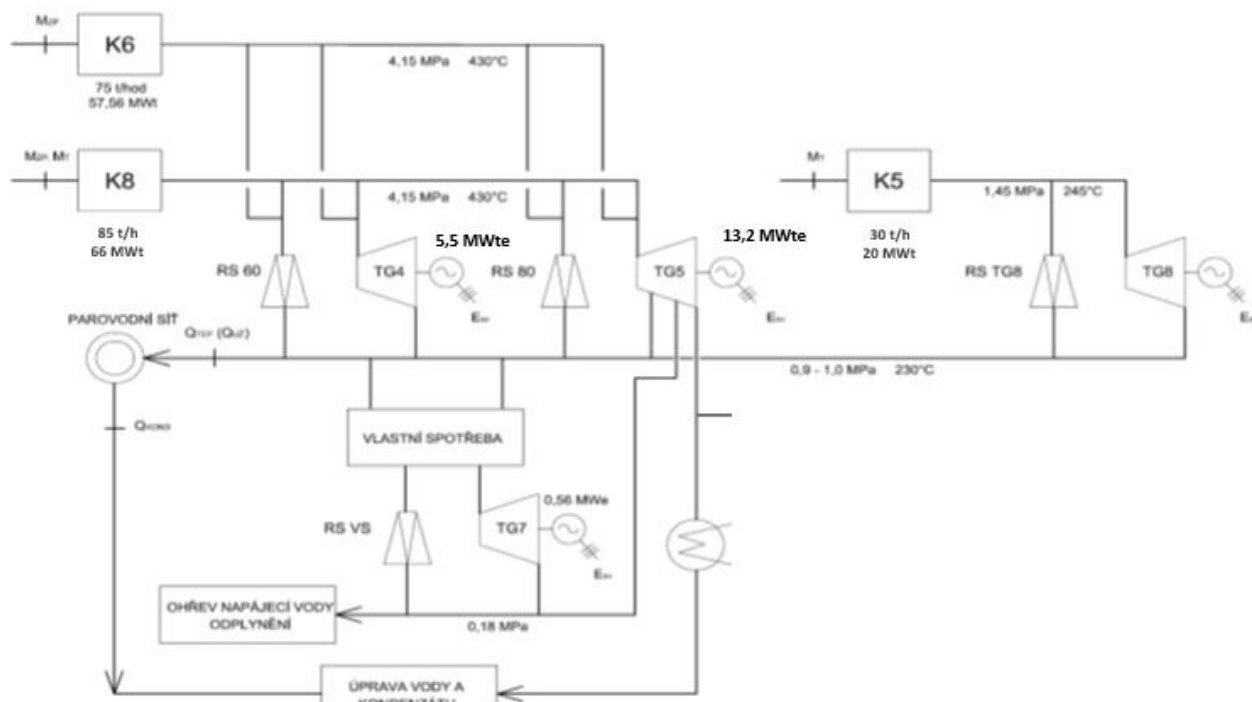 K6
75 t/hod
57,56 MWt
4,15 MPa 430°C
K8
85 t/h
66 MWt
4,15 MPa 430°C
K5
30 t/h
20 MWt
1,45 MPa 245°C
RS 60
TG4
5,5 MWte
RS 80
TG5
13,2 MWte
RS TG8
TG8
PAROVODNÍ SÍŤ
0,9 - 1,0 MPa 230°C
VLASTNÍ SPOTŘEBA
RS VS
TG7
0,56 MWe
OHŘEV NAPÁJECÍ VODY
ODPLYNĚNÍ
0,18 MPa
ÚPRAVA VODY A